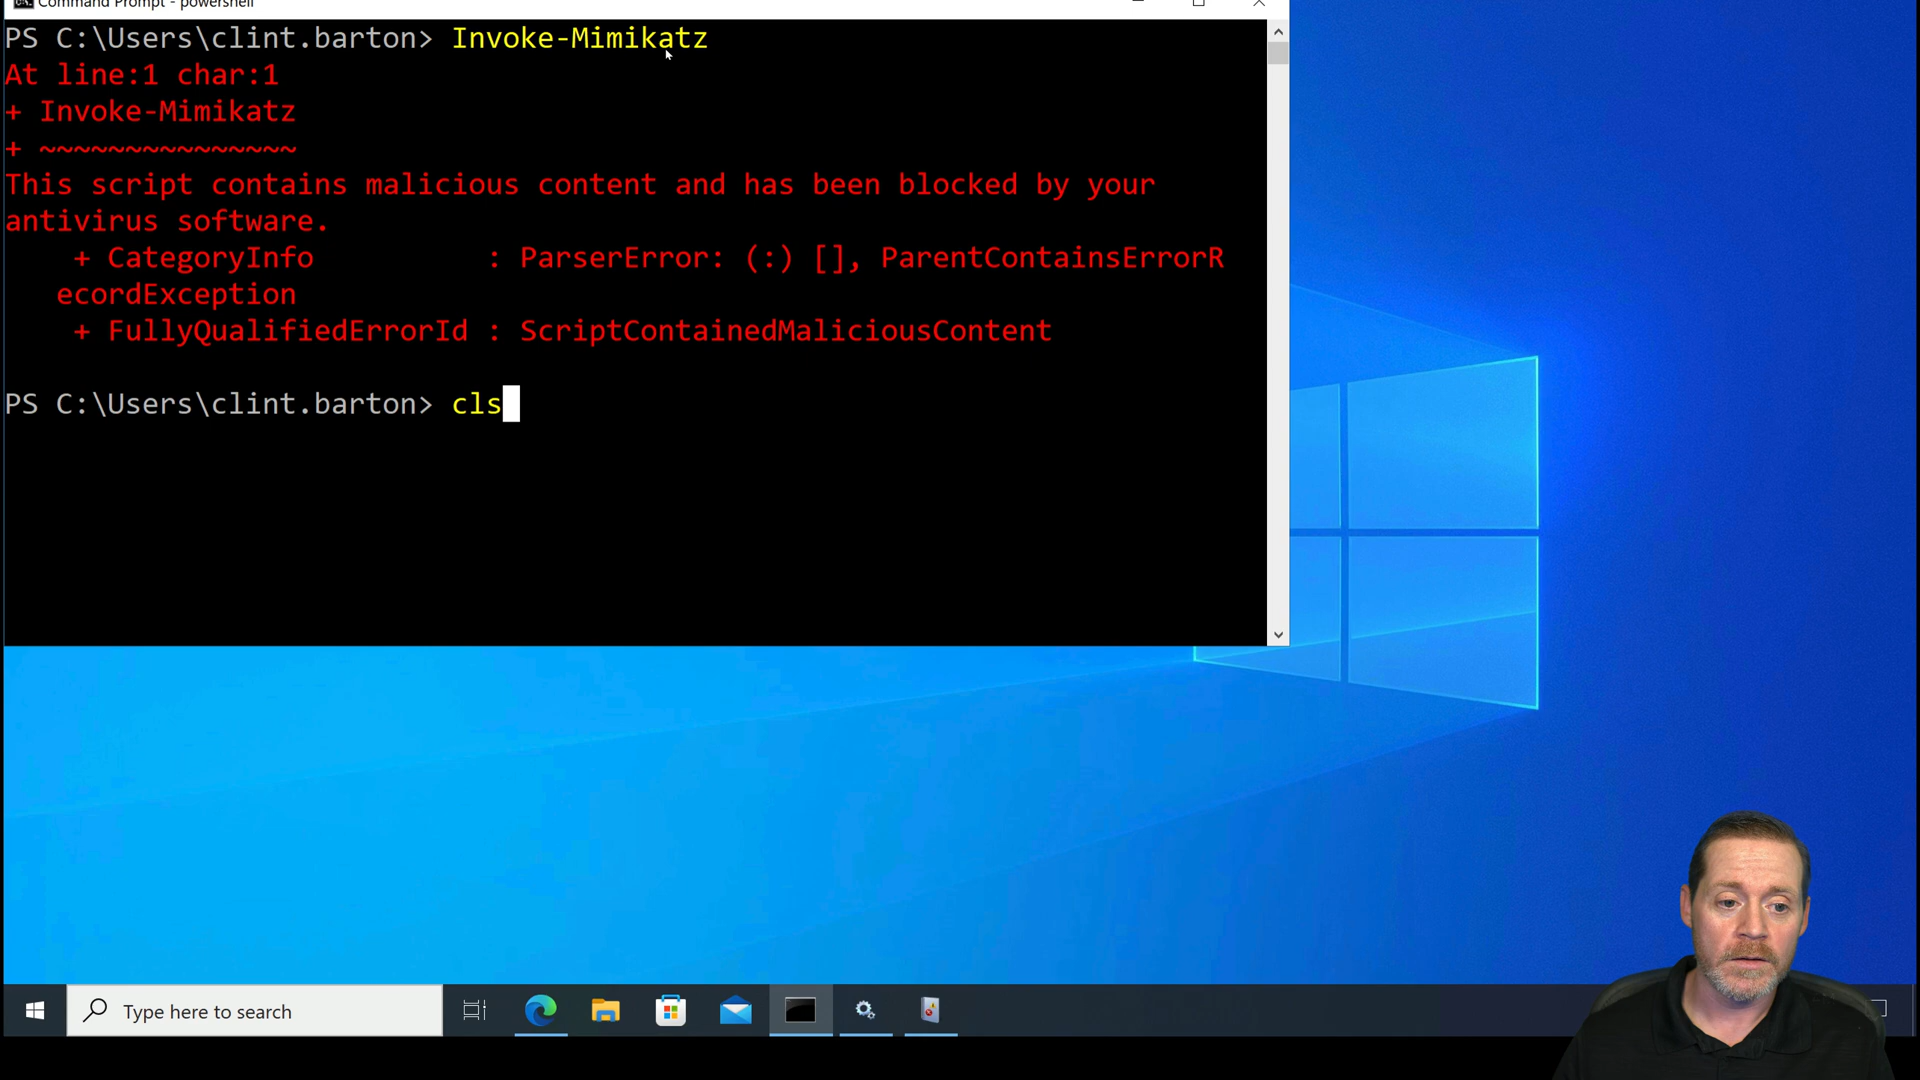 Command Prompt - powershell
PS C:\Users\clint.barton> Invoke-Mimikatz
At line:1 char:1
+ Invoke-Mimikatz
+ ~~~~~~~~~~~~~~~
This script contains malicious content and has been blocked by your
antivirus software.
    + CategoryInfo          : ParserError: (:) [], ParentContainsErrorR
   ecordException
    + FullyQualifiedErrorId : ScriptContainedMaliciousContent
PS C:\Users\clint.barton> cls
Type here to search